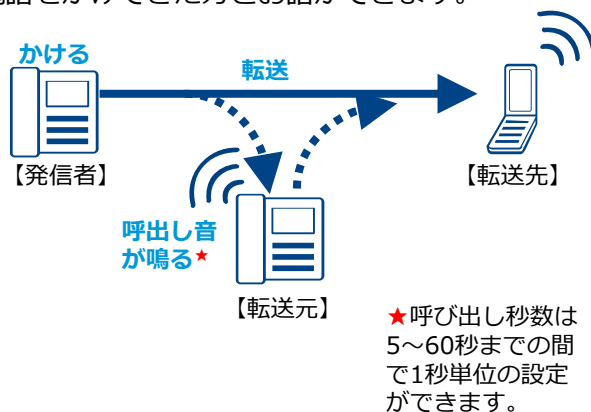 話をかけてきた方とお話ができます。
かける
転送
【発信者】
【転送先】
呼出し音
が鳴る★
【転送元】
★呼び出し秒数は
5～60秒までの間
で1秒単位の設定
ができます。